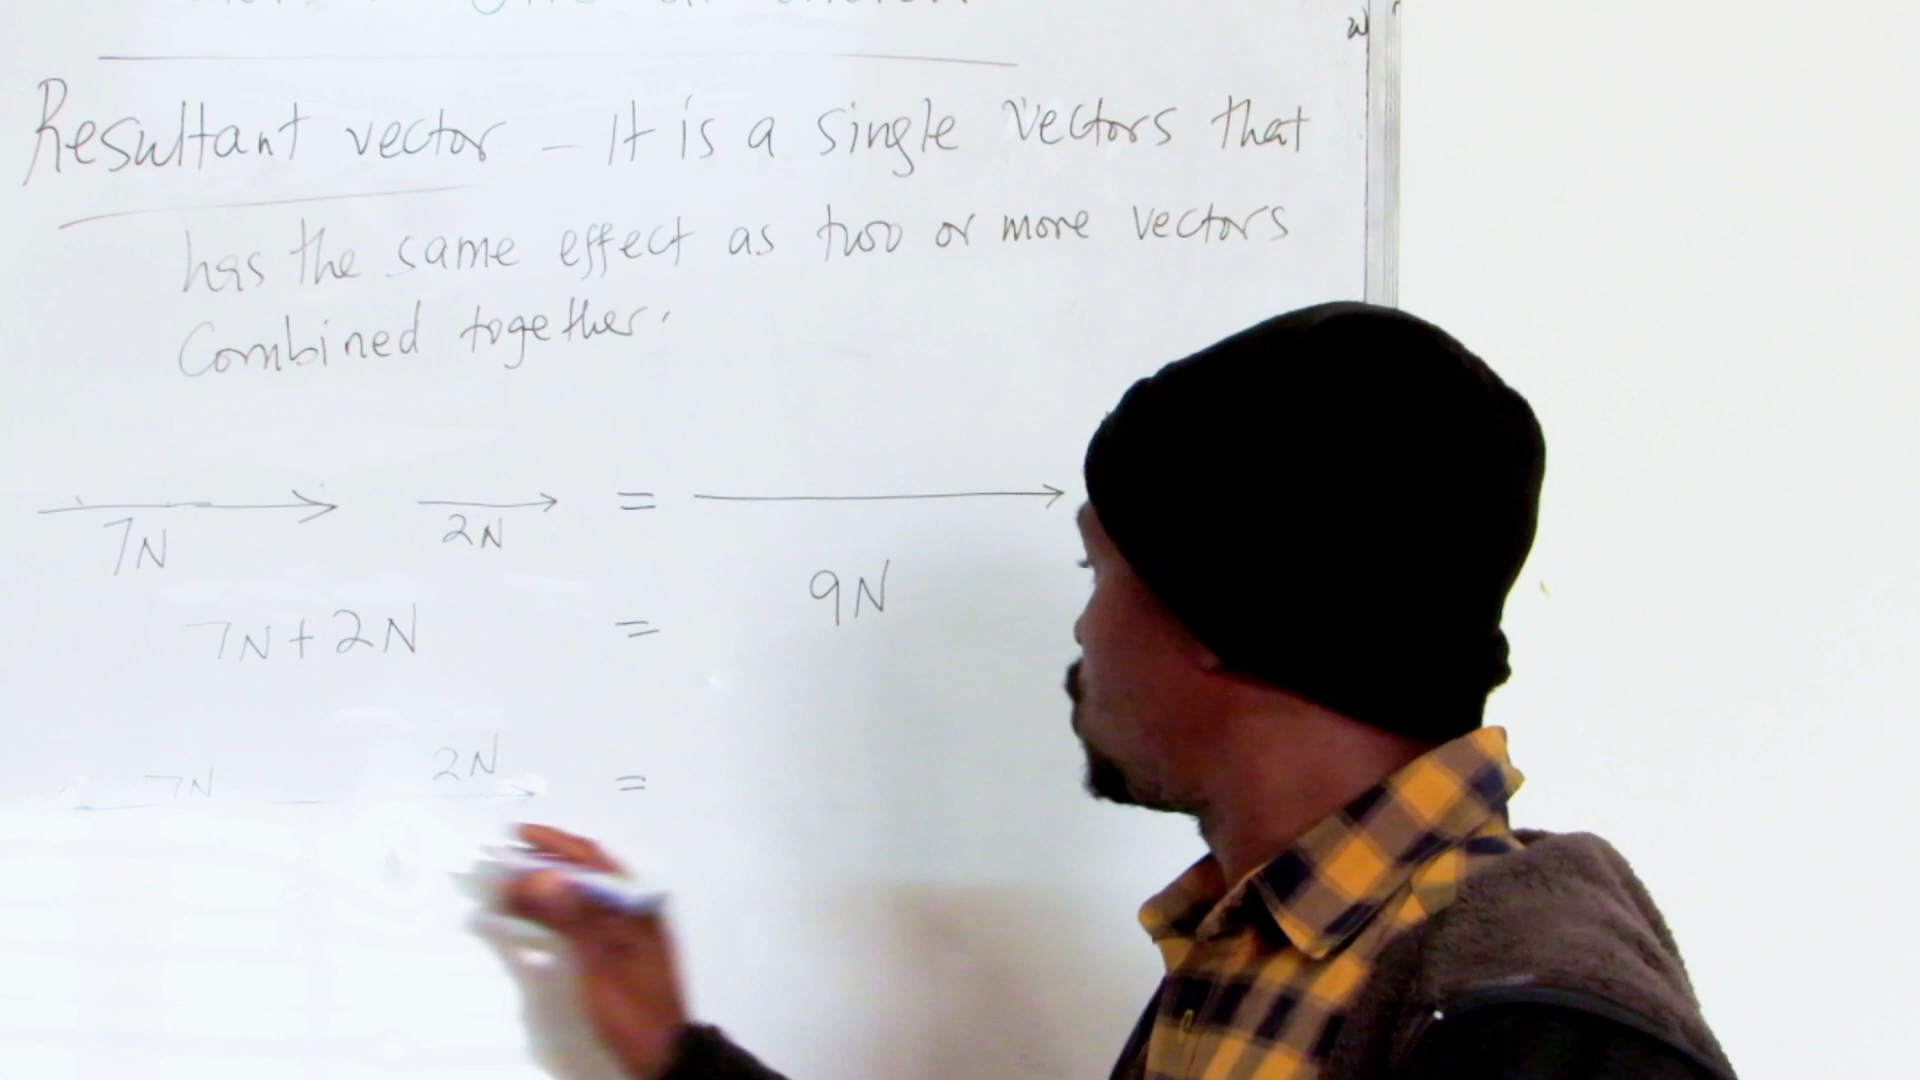 Resultant vector - It is a single vectors that
has the same effect as two or more vectors
Combined together.
7N 2N =
9N
7N+2N =
7N 2N =